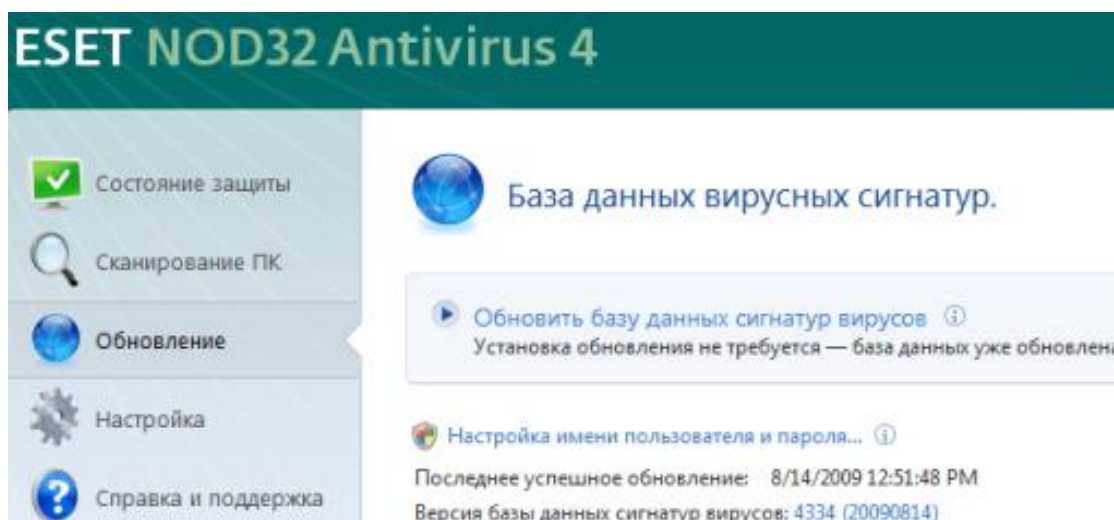 ESET NOD32 Antivirus 4
Состояние защиты
Сканирование ПК
Обновление
Настройка
Справка и поддержка
База данных вирусных сигнатур.
Обновить базу данных сигнатур вирусов
Установка обновления не требуется — база данных уже обновлена
Настройка имени пользователя и пароля...
Последнее успешное обновление: 8/14/2009 12:51:48 PM
Версия базы данных сигнатур вирусов: 4334 (20090814)